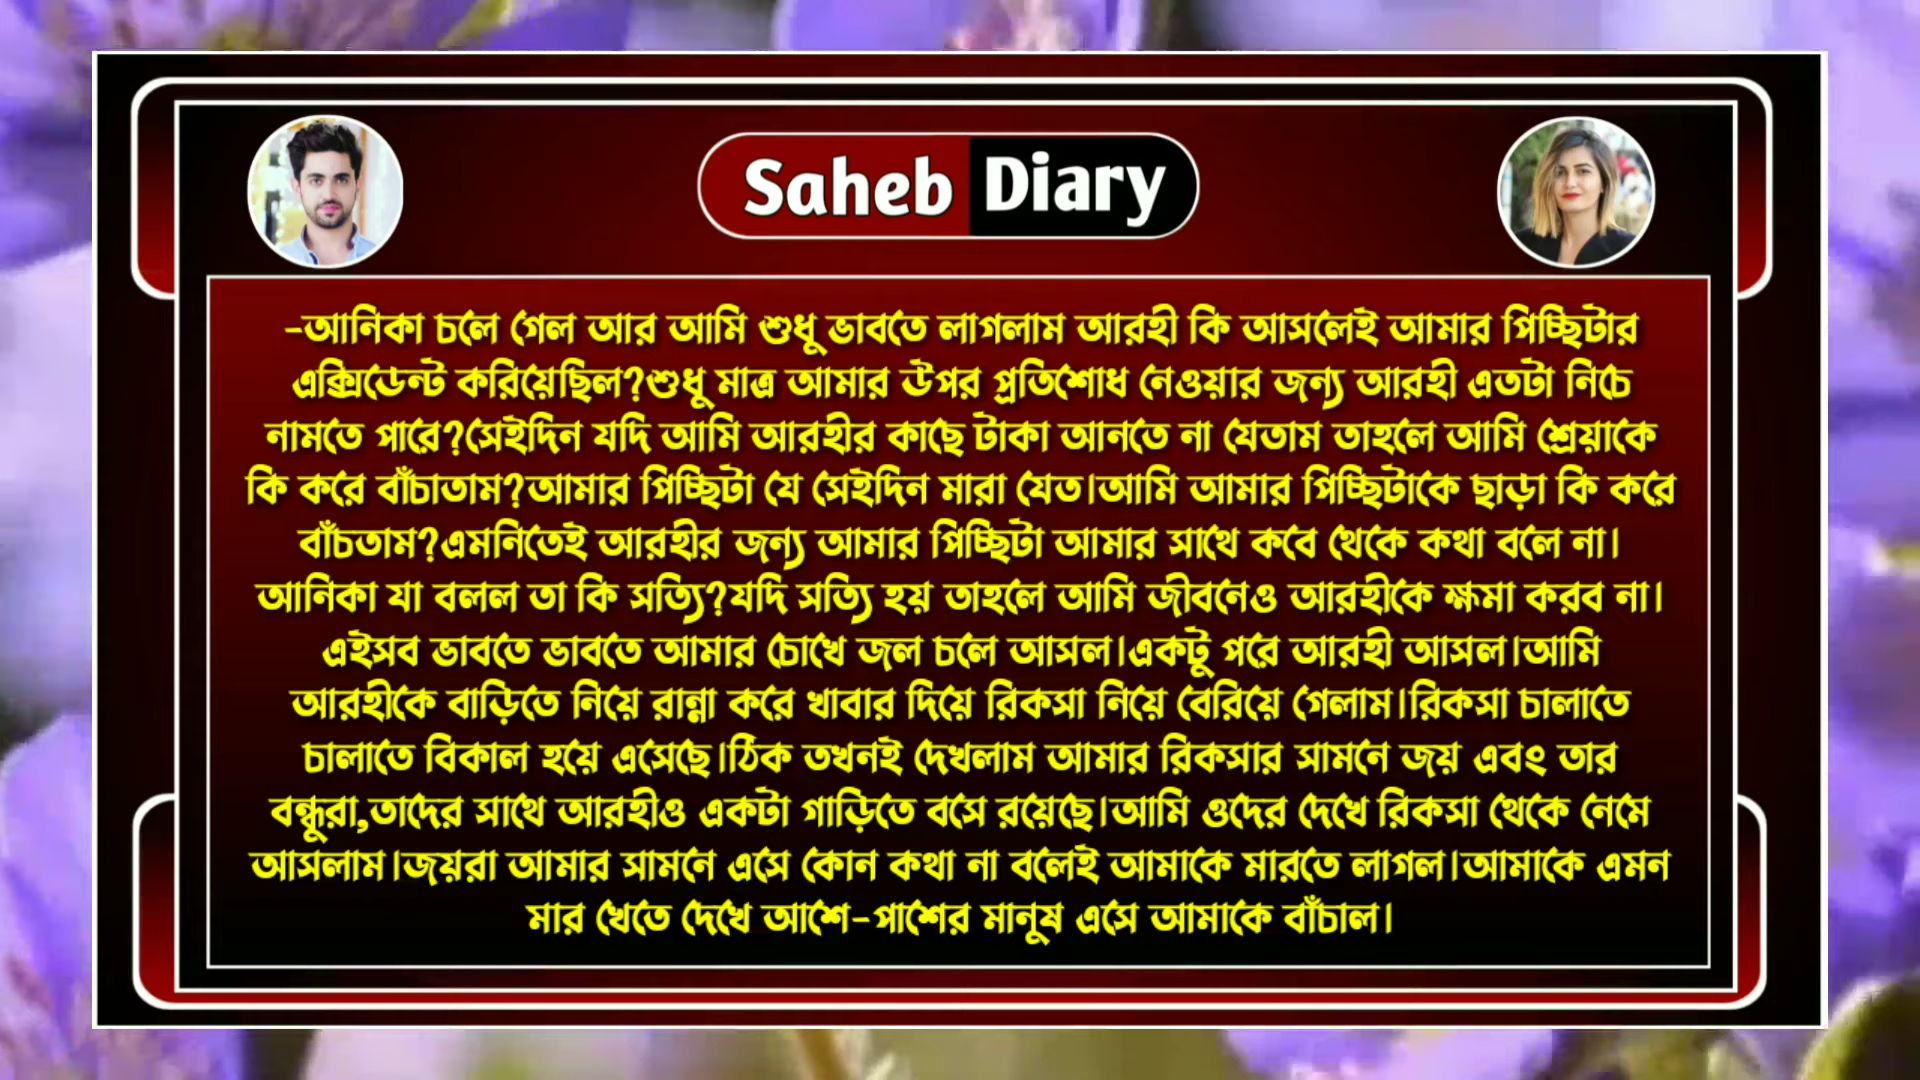 Saheb Diary
-আনিকা চলে গেল আর আমি শুধু ভাবতে লাগলাম আরহী কি আসলেই আমার পিচ্ছিটার
এক্সিডেন্ট করিয়েছিল?শুধু মাত্র আমার উপর প্রতিশোধ নেওয়ার জন্য আরহী এতটা নিচে
নামতে পারে?সেইদিন যদি আমি আরহীর কাছে টাকা আনতে না যেতাম তাহলে আমি শ্রেয়াকে
কি করে বাঁচাতাম?আমার পিচ্ছিটা যে সেইদিন মারা যেত।আমি আমার পিচ্ছিটাকে ছাড়া কি করে
বাঁচতাম?এমনিতেই আরহীর জন্য আমার পিচ্ছিটা আমার সাথে কবে থেকে কথা বলে না।
আনিকা যা বলল তা কি সত্যি?যদি সত্যি হয় তাহলে আমি জীবনেও আরহীকে ক্ষমা করব না।
এইসব ভাবতে ভাবতে আমার চোখে জল চলে আসল।একটু পরে আরহী আসল।আমি
আরহীকে বাড়িতে নিয়ে রান্না করে খাবার দিয়ে রিকসা নিয়ে বেরিয়ে গেলাম।রিকসা চালাতে
চালাতে বিকাল হয়ে এসেছে।ঠিক তখনই দেখলাম আমার রিকসার সামনে জয় এবং তার
বন্ধুরা,তাদের সাথে আরহীও একটা গাড়িতে বসে রয়েছে।আমি ওদের দেখে রিকসা থেকে নেমে
আসলাম।জয়রা আমার সামনে এসে কোন কথা না বলেই আমাকে মারতে লাগল।আমাকে এমন
মার খেতে দেখে আশে-পাশের মানুষ এসে আমাকে বাঁচাল।